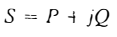 S = P + jQ